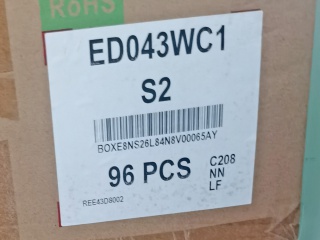 RoHS
ED043WC1
S2
BOXE8NS26L84N8V00065AY
96 PCS
C208
NN
LF
REE43D8002